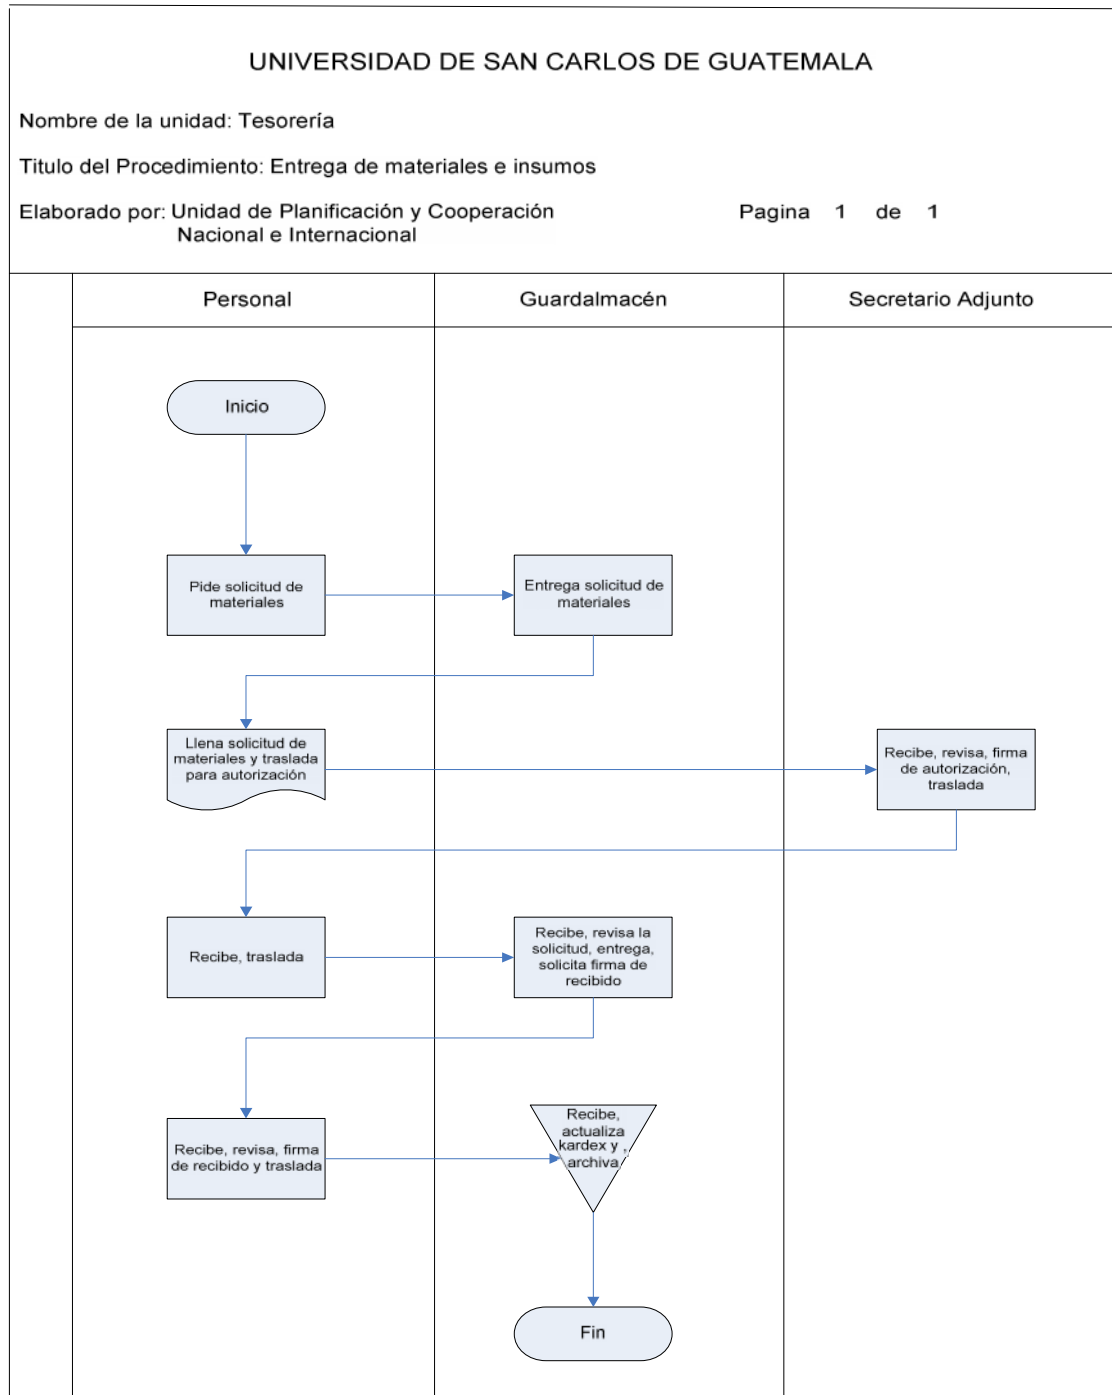 UNIVERSIDAD DE SAN CARLOS DE GUATEMALA
Nombre de la unidad: Tesorería
Titulo del Procedimiento: Entrega de materiales e insumos
Elaborado por: Unidad de Planificación y Cooperación
Nacional e Internacional
Pagina 1 de 1
Personal
Guardalmacén
Secretario Adjunto
Inicio
Pide solicitud de
materiales
Entrega solicitud de
materiales
Llena solicitud de
materiales y traslada
para autorización
Recibe, revisa, firma
de autorización,
traslada
Recibe, traslada
Recibe, revisa la
solicitud, entrega,
solicita firma de
recibido
Recibe, revisa, firma
de recibido y traslada
Recibe,
actualiza
kardex y ,
archiva
Fin